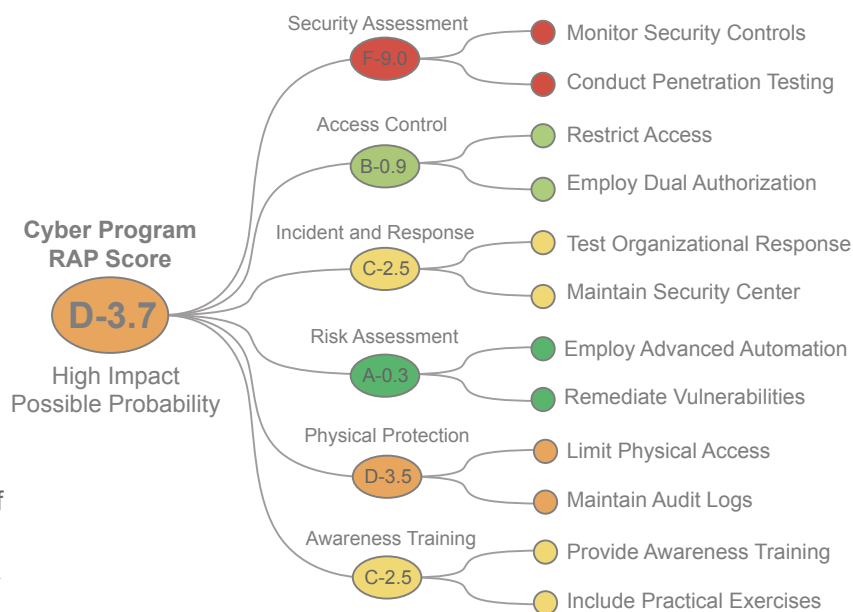 Security Assessment
F-9.0
Monitor Security Controls
Conduct Penetration Testing
Access Control
B-0.9
Restrict Access
Employ Dual Authorization
Cyber Program
RAP Score
D-3.7
High Impact
Possible Probability
Incident and Response
C-2.5
Test Organizational Response
Maintain Security Center
Risk Assessment
A-0.3
Employ Advanced Automation
Remediate Vulnerabilities
Physical Protection
D-3.5
Limit Physical Access
Maintain Audit Logs
Awareness Training
C-2.5
Provide Awareness Training
Include Practical Exercises